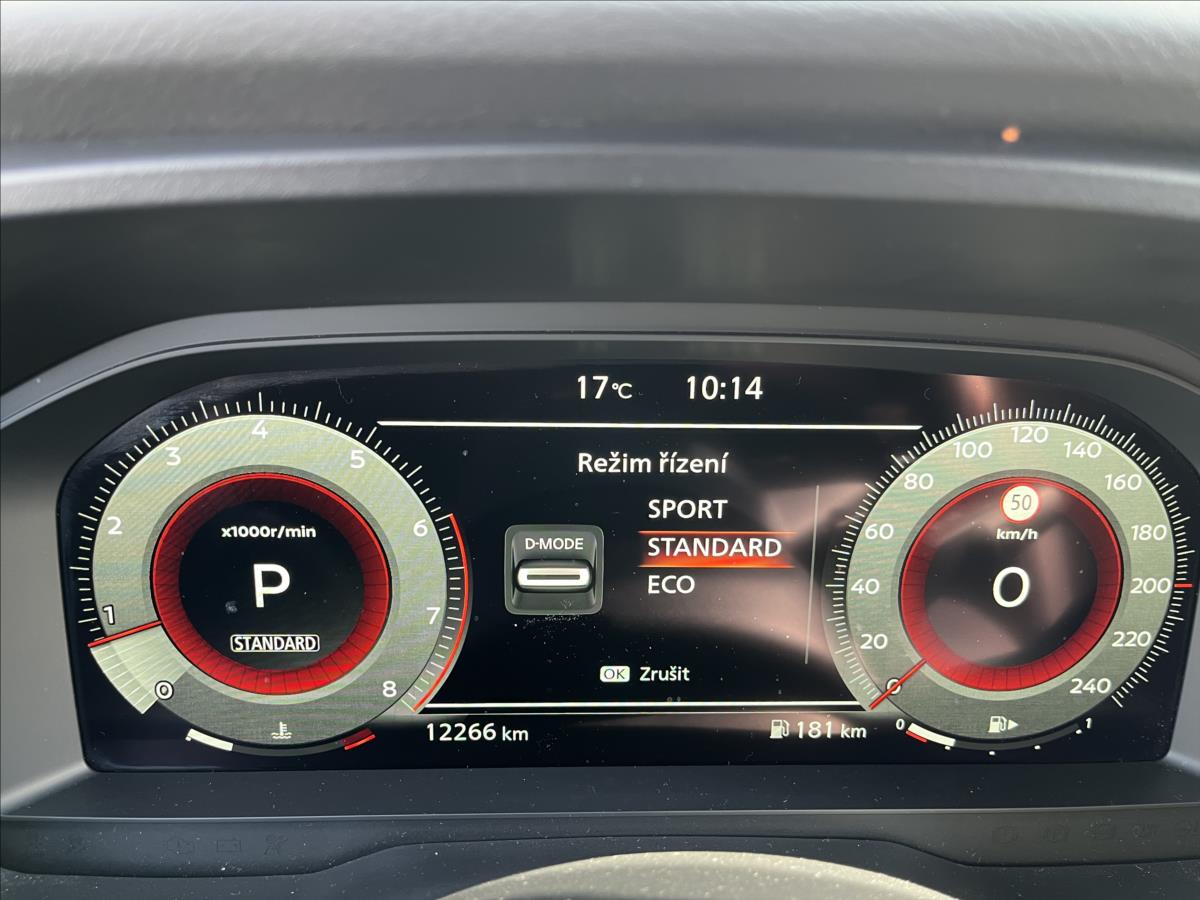 17°C 10:14
Režim řízení
SPORT
D-MODE STANDARD
ECO
OK Zrušit
12266 km 181 km
x1000r/min
P
STANDARD
0
1
2
3
4
5
6
7
8
50
km/h
0
0
20
40
60
80
100
120
140
160
180
200
220
240
0 1